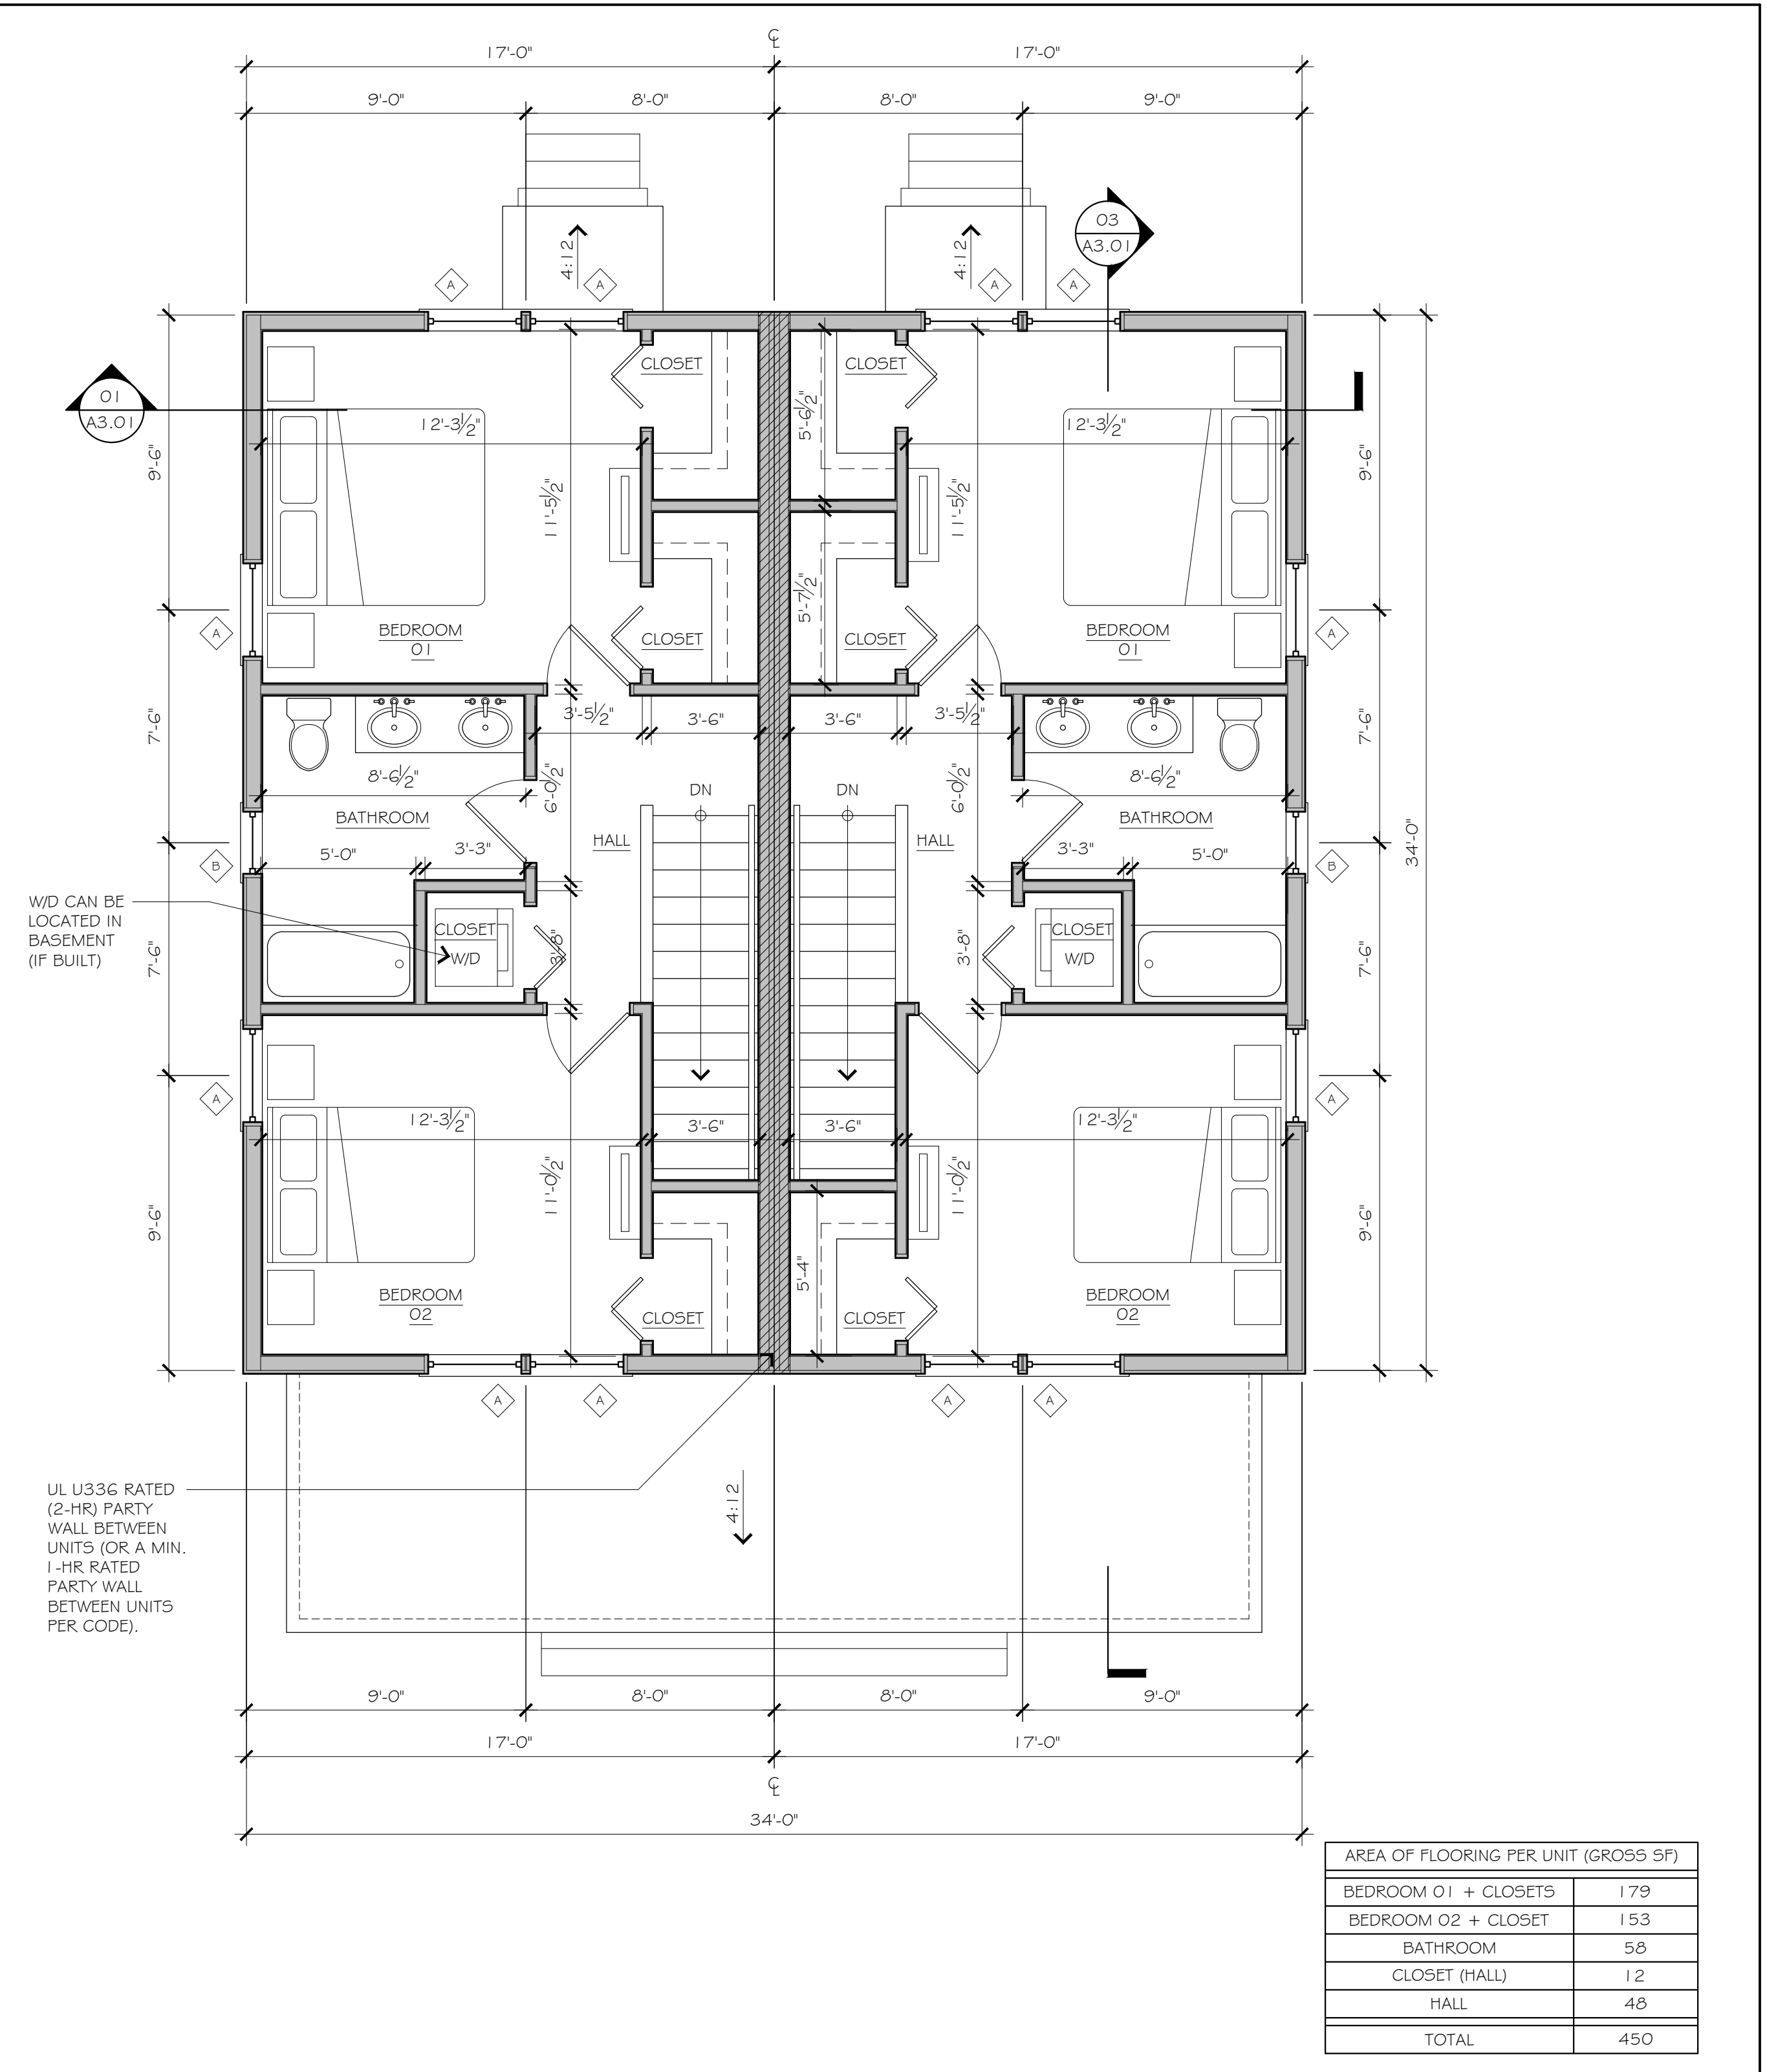 ℄
17'-0"
17'-0"
9'-0"
8'-0"
8'-0"
9'-0"
4:12
4:12
03
A3.01
A
A
A
A
01
A3.01
CLOSET
CLOSET
12'-3½"
5'-6½"
12'-3½"
9'-6"
9'-6"
11'-5½"
11'-5½"
5'-7½"
A
BEDROOM
01
CLOSET
CLOSET
BEDROOM
01
A
7'-6"
3'-5½"
3'-6"
3'-6"
3'-5½"
7'-6"
8'-6½"
6'-0½"
DN
DN
6'-0½"
8'-6½"
BATHROOM
HALL
HALL
BATHROOM
34'-0"
B
5'-0"
3'-3"
3'-3"
5'-0"
B
W/D CAN BE
LOCATED IN
BASEMENT
(IF BUILT)
7'-6"
CLOSET
W/D
3'-8"
3'-8"
CLOSET
W/D
7'-6"
A
A
12'-3½"
3'-6"
3'-6"
12'-3½"
9'-6"
11'-0½"
11'-0½"
9'-6"
5'-4"
BEDROOM
02
CLOSET
CLOSET
BEDROOM
02
A
A
A
A
UL U336 RATED
(2-HR) PARTY
WALL BETWEEN
UNITS (OR A MIN.
1-HR RATED
PARTY WALL
BETWEEN UNITS
PER CODE).
4:12
9'-0"
8'-0"
8'-0"
9'-0"
17'-0"
17'-0"
℄
34'-0"
AREA OF FLOORING PER UNIT (GROSS SF)
BEDROOM 01 + CLOSETS 179
BEDROOM 02 + CLOSET 153
BATHROOM 58
CLOSET (HALL) 12
HALL 48
TOTAL 450